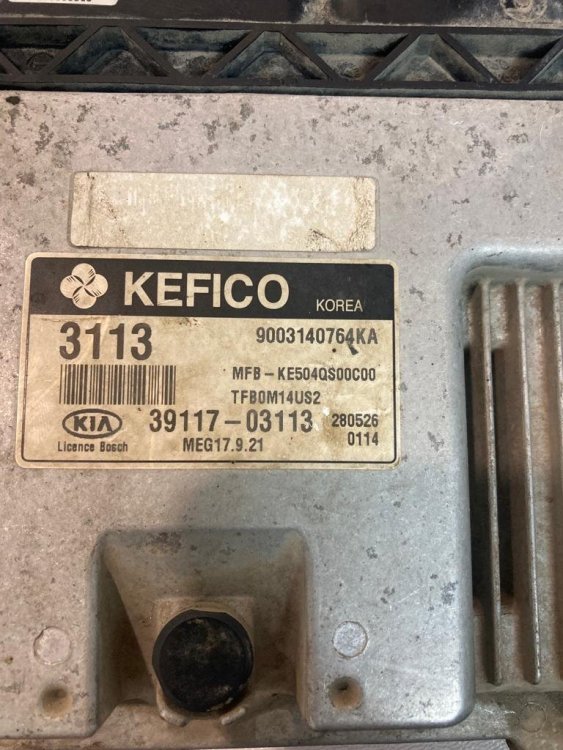 KEFICO KOREA
3113 9003140764KA
MFB-KE504QS00C00
TFB0M14US2
KIA 39117-03113 280526
Licence Bosch MEG17.9.21 0114